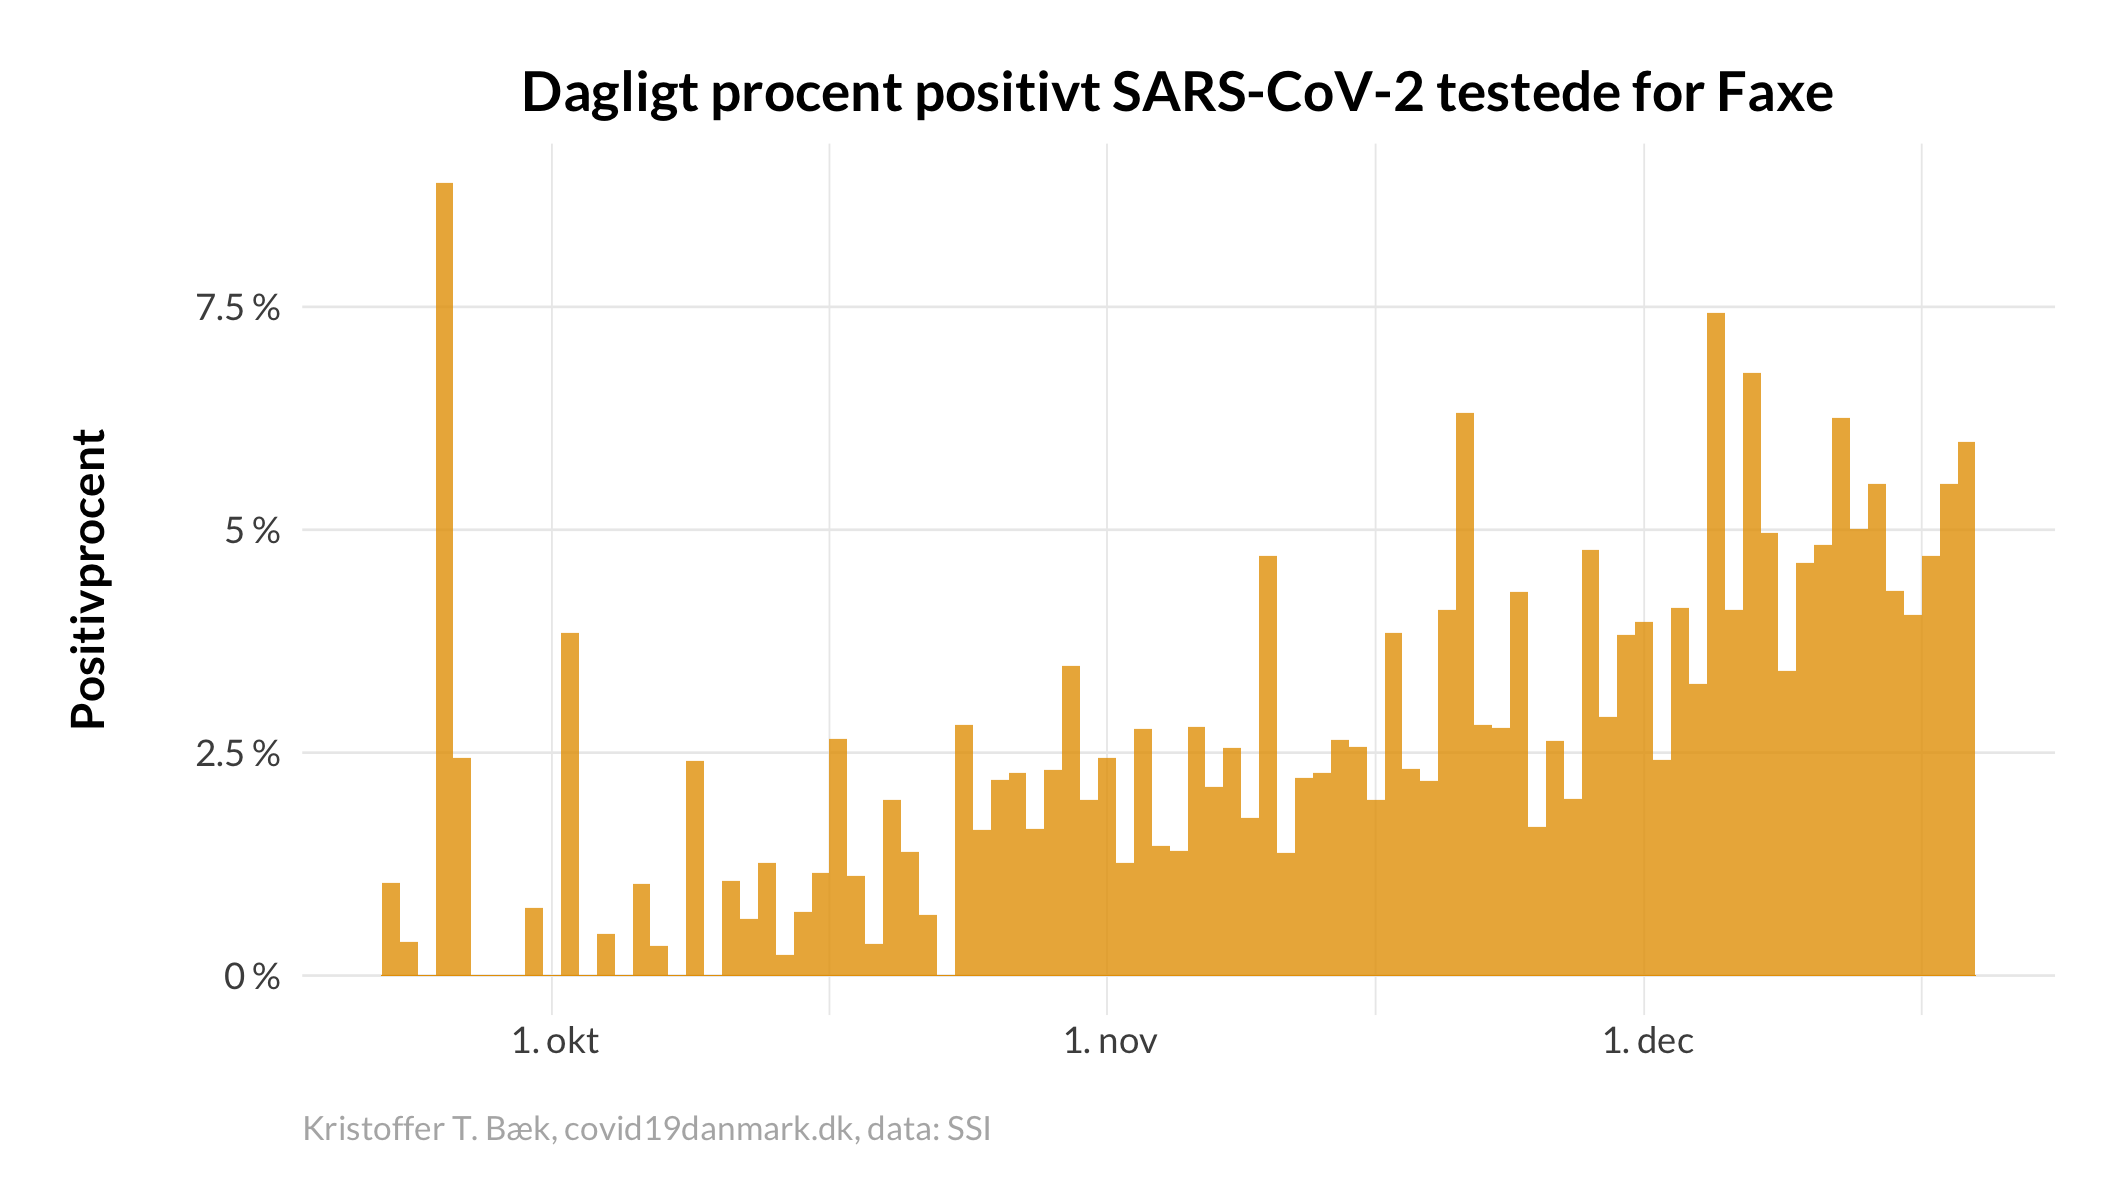 Dagligt procent positivt SARS-CoV-2 testede for Faxe
Positivprocent
7.5 %
5 %
2.5 %
0 %
1. okt
1. nov
1. dec
Kristoffer T. Bæk, covid19danmark.dk, data: SSI